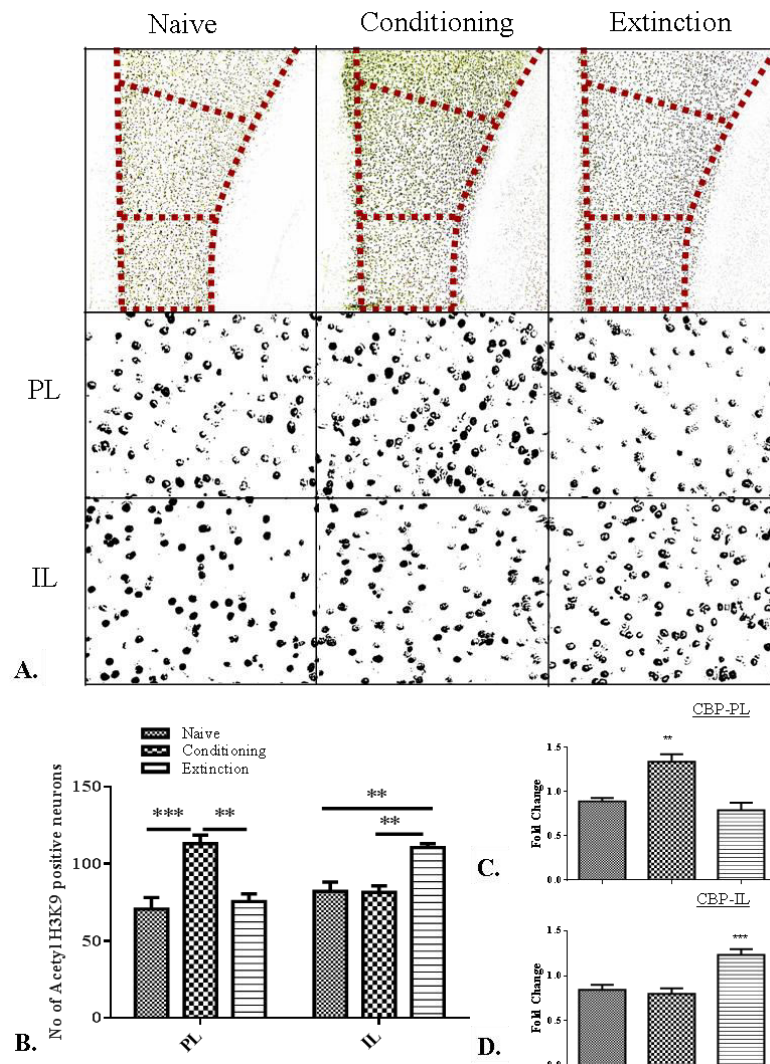 Naive Conditioning Extinction
PL
IL
A.
CBP-PL
Naive
Conditioning
Extinction
No of Acetyl H3K9 positive neurons
150
100
50
0
*** **
**
**
PL IL
B.
Fold Change
1.5
1.0
0.5
0.0
**
C.
CBP-IL
Fold Change
1.5
1.0
0.5
0.0
***
D.